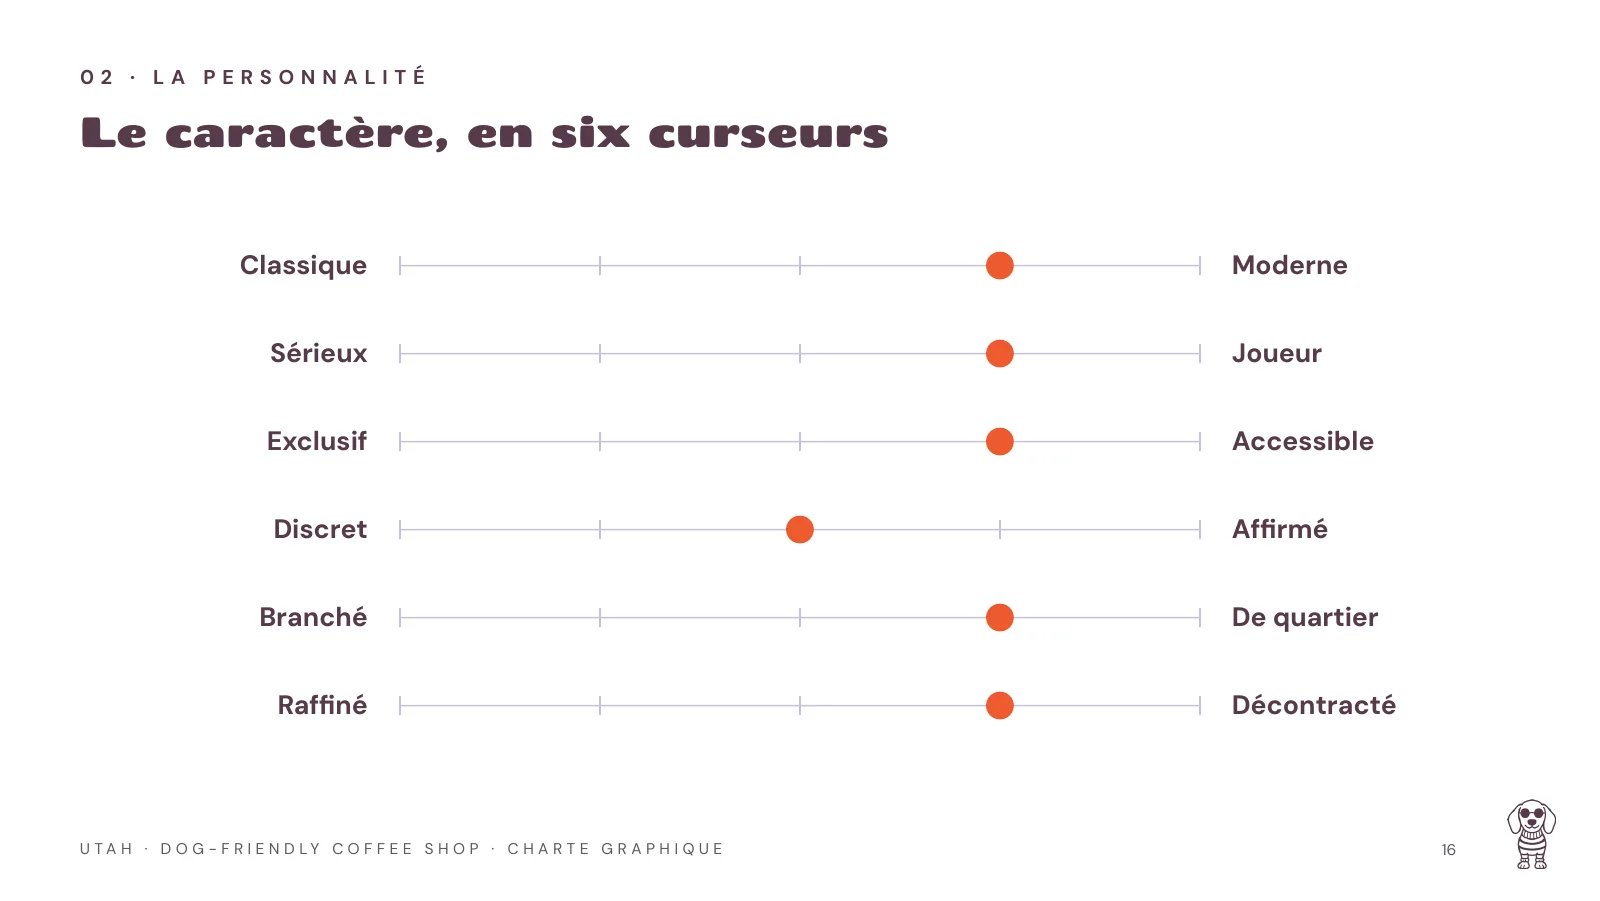 02 · LA PERSONNALITÉ
Le caractère, en six curseurs
Classique Moderne
Sérieux Joueur
Exclusif Accessible
Discret Affirmé
Branché De quartier
Raffiné Décontracté
UTAH · DOG-FRIENDLY COFFEE SHOP · CHARTE GRAPHIQUE 16